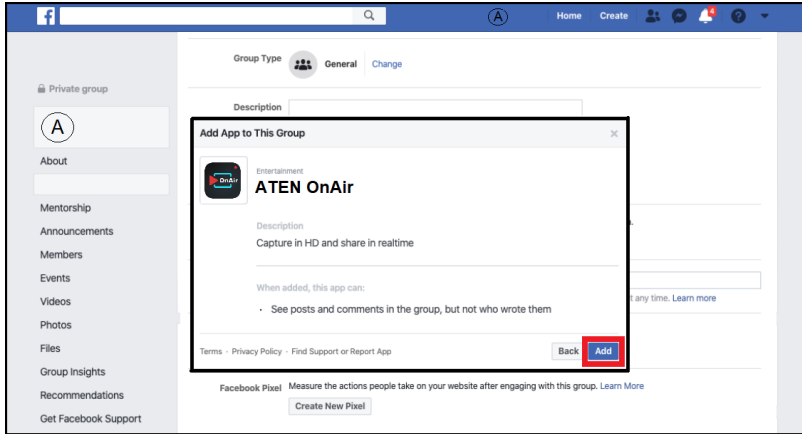 f
A
Home
Create
4
?
Private group
A
About
Mentorship
Announcements
Members
Events
Videos
Photos
Files
Group Insights
Recommendations
Get Facebook Support
Group Type
General
Change
Description
Add App to This Group
×
OnAir
Entertainment
ATEN OnAir
Description
Capture in HD and share in realtime
When added, this app can:
· See posts and comments in the group, but not who wrote them
Terms · Privacy Policy · Find Support or Report App
Back
Add
t any time. Learn more
Facebook Pixel
Measure the actions people take on your website after engaging with this group. Learn More
Create New Pixel